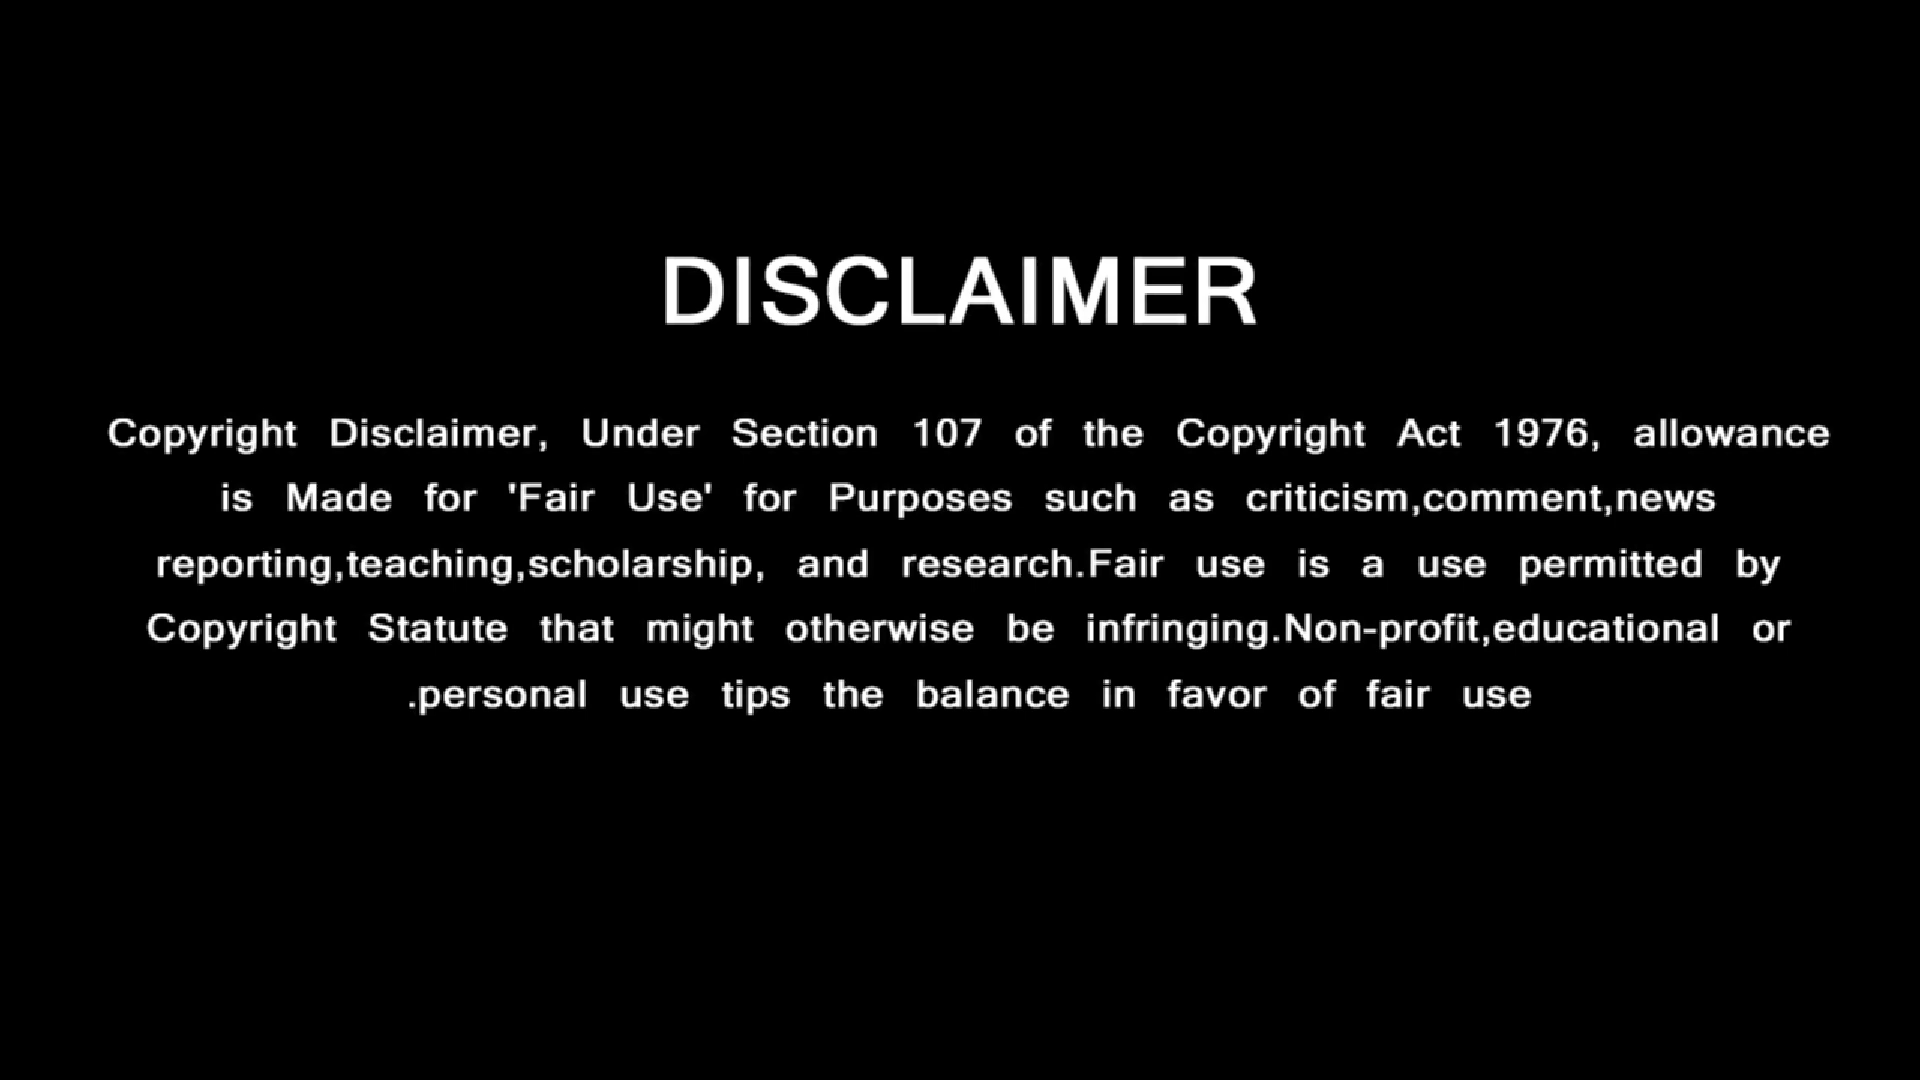 DISCLAIMER
Copyright Disclaimer, Under Section 107 of the Copyright Act 1976, allowance
is Made for 'Fair Use' for Purposes such as criticism,comment,news
reporting,teaching,scholarship, and research.Fair use is a use permitted by
Copyright Statute that might otherwise be infringing.Non-profit,educational or
.personal use tips the balance in favor of fair use